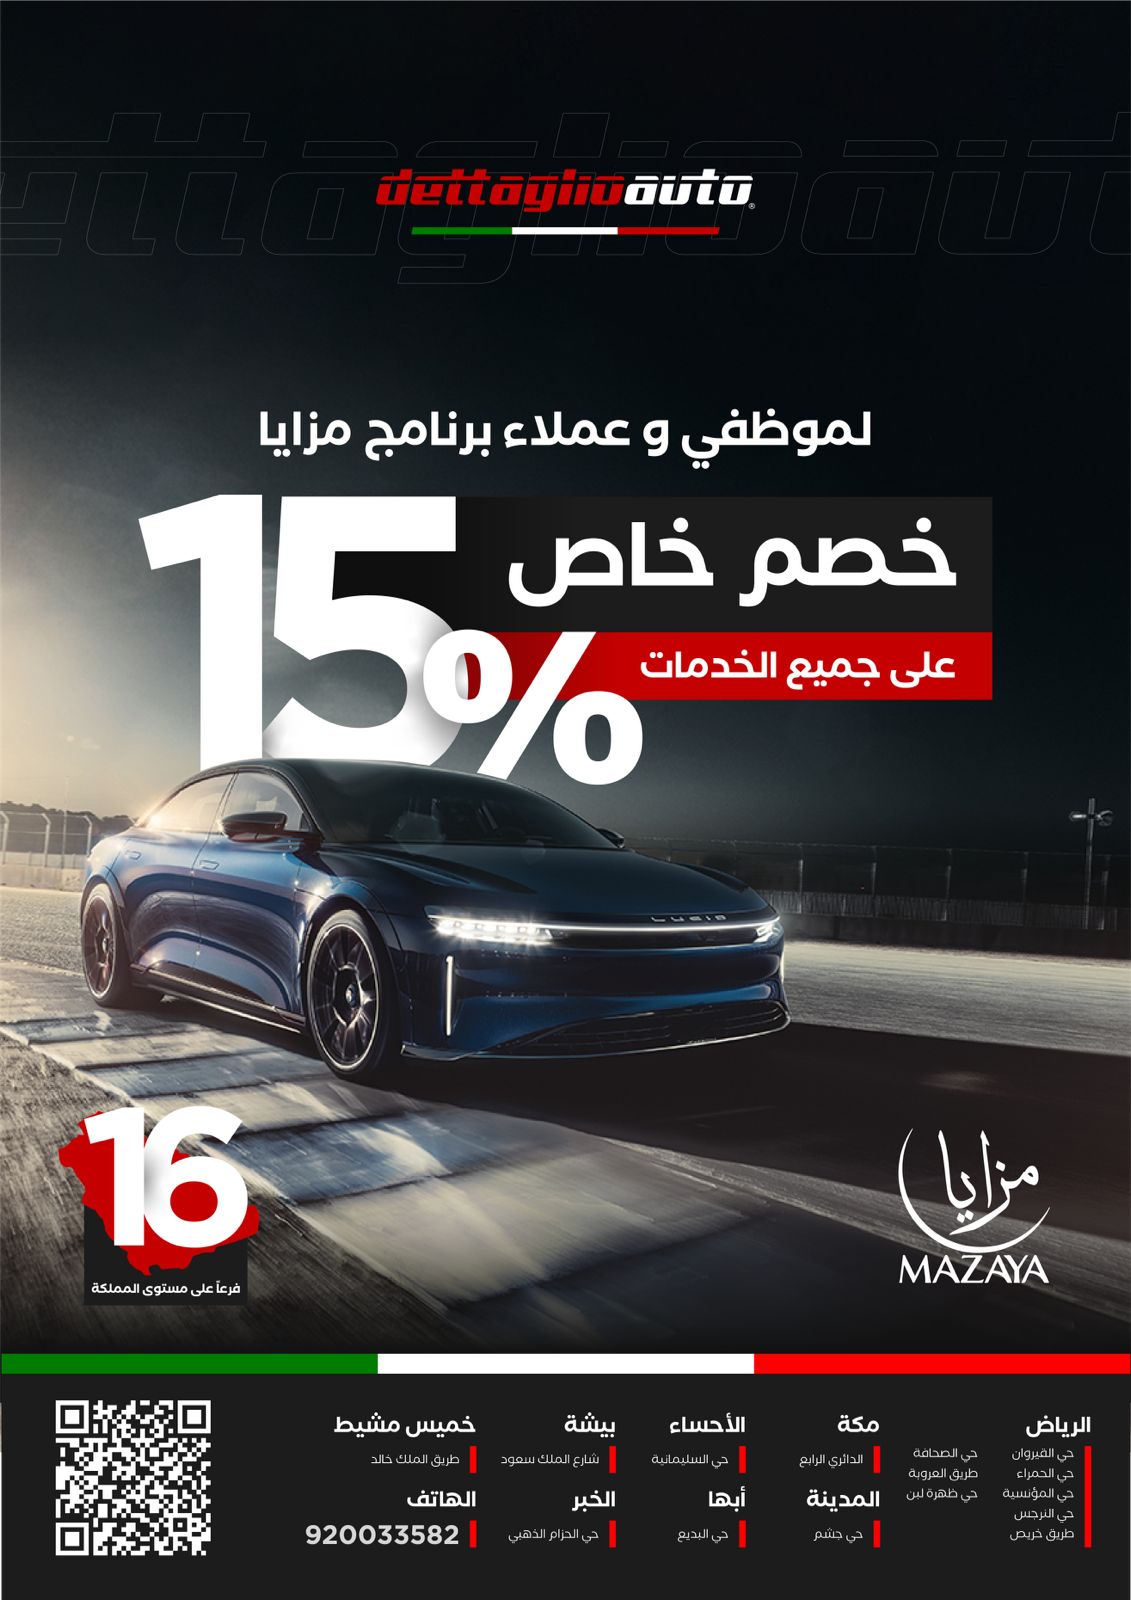 dettaglioauto
dettaglioauto®
لموظفي و عملاء برنامج مزايا
خصم خاص
15%
على جميع الخدمات
LUCID
16
فرعاً على مستوى المملكة
مزايا
MAZAYA
الرياض
حي القيروان
حي الحمراء
حي المؤنسية
حي النرجس
طريق خريص
حي الصحافة
طريق العروبة
حي ظهرة لبن
مكة
الدائري الرابع
المدينة
حي جشم
الأحساء
حي السليمانية
أبها
حي البديع
بيشة
شارع الملك سعود
الخبر
حي الحزام الذهبي
خميس مشيط
طريق الملك خالد
الهاتف
920033582